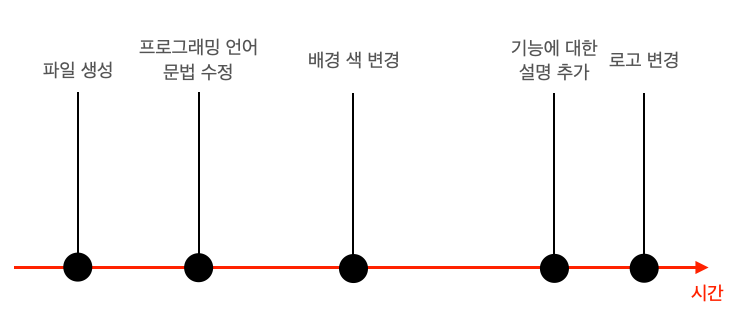 파일 생성
프로그래밍 언어
문법 수정
배경 색 변경
기능에 대한
설명 추가
로고 변경
시간